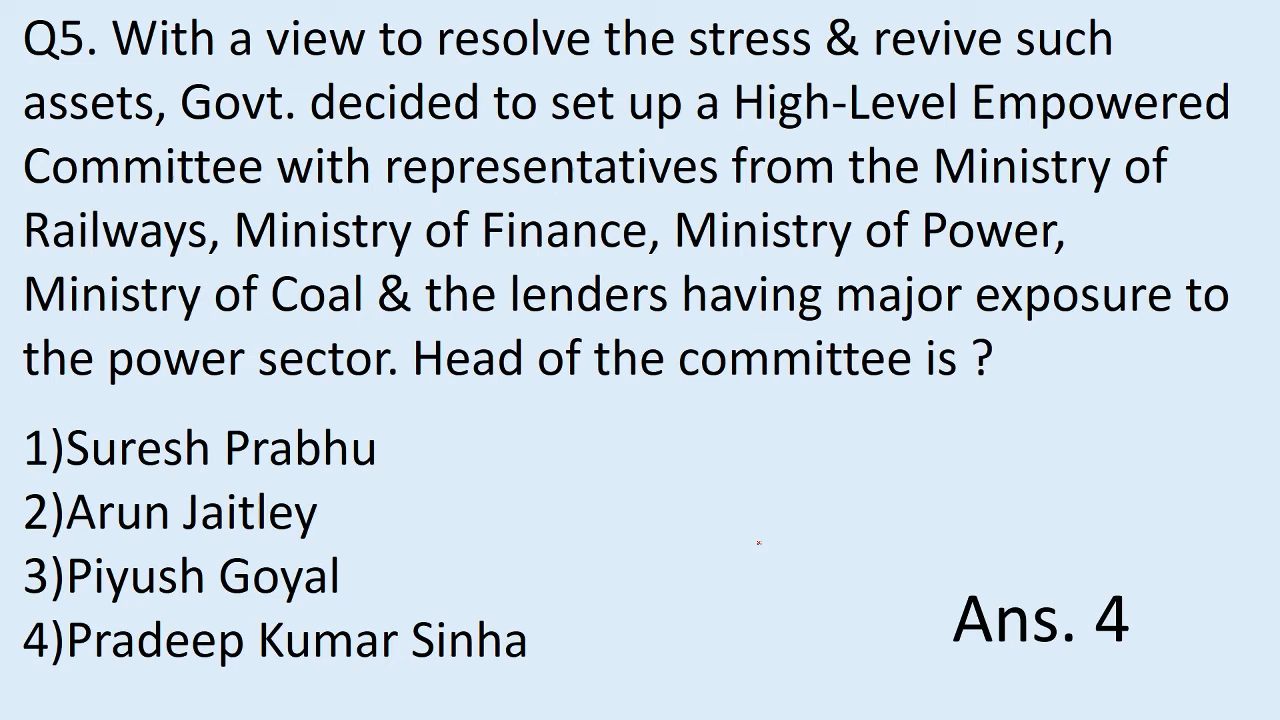 Q5. With a view to resolve the stress & revive such
assets, Govt. decided to set up a High-Level Empowered
Committee with representatives from the Ministry of
Railways, Ministry of Finance, Ministry of Power,
Ministry of Coal & the lenders having major exposure to
the power sector. Head of the committee is ?
1)Suresh Prabhu
2)Arun Jaitley
3)Piyush Goyal
4)Pradeep Kumar Sinha
Ans. 4